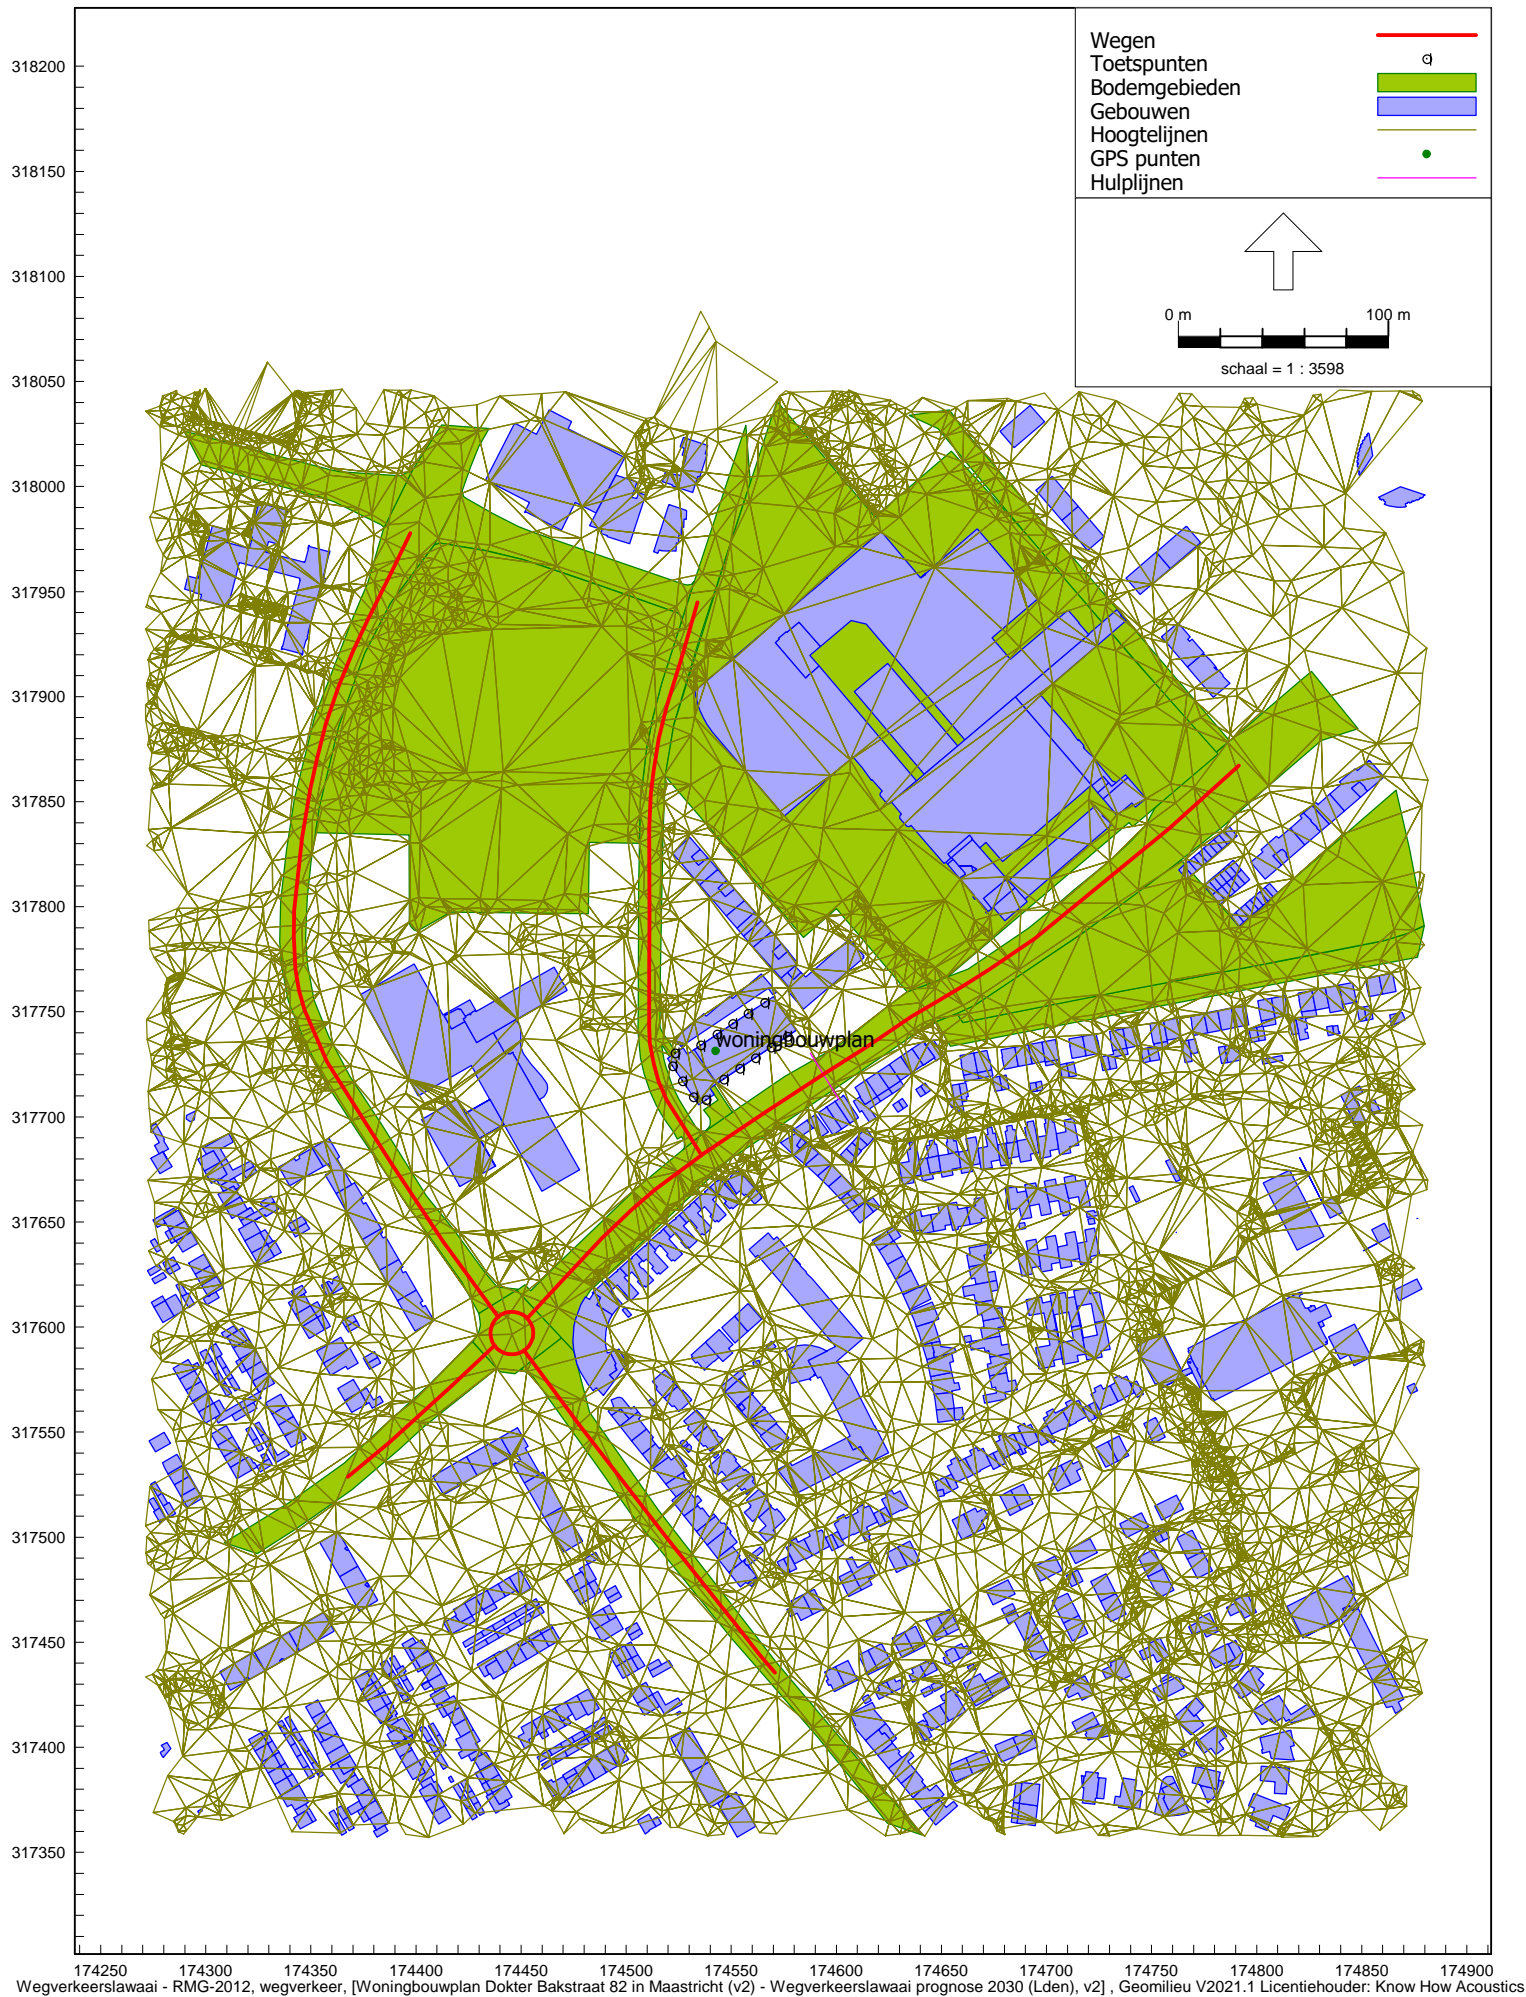 Wegen
Toetspunten
Bodemgebieden
Gebouwen
Hoogtelijnen
GPS punten
Hulplijnen
0 m 100 m
schaal = 1 : 3598
318200
318150
318100
318050
318000
317950
317900
317850
317800
317750
317700
317650
317600
317550
317500
317450
317400
317350
woningbouwplan
174250 174300 174350 174400 174450 174500 174550 174600 174650 174700 174750 174800 174850 174900
Wegverkeerslawaai - RMG-2012, wegverkeer, [Woningbouwplan Dokter Bakstraat 82 in Maastricht (v2) - Wegverkeerslawaai prognose 2030 (Lden), v2] , Geomilieu V2021.1 Licentiehouder: Know How Acoustics